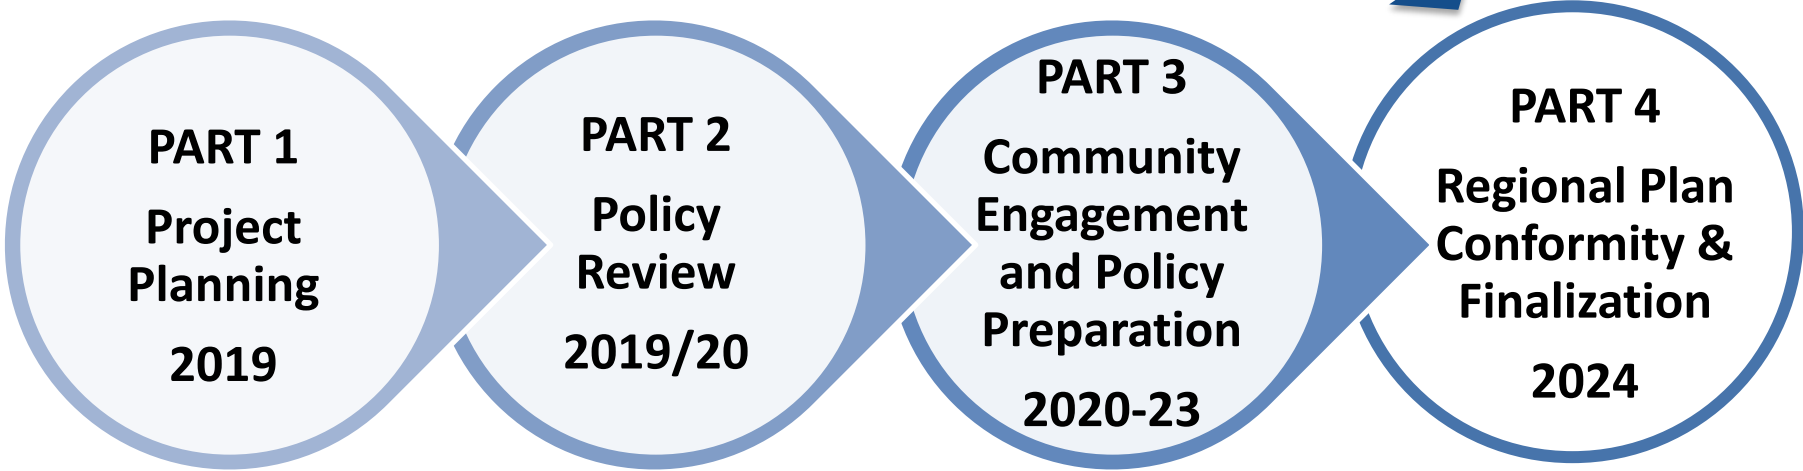 PART 1
Project
Planning
2019
PART 2
Policy
Review
2019/20
PART 3
Community
Engagement
and Policy
Preparation
2020-23
PART 4
Regional Plan
Conformity &
Finalization
2024